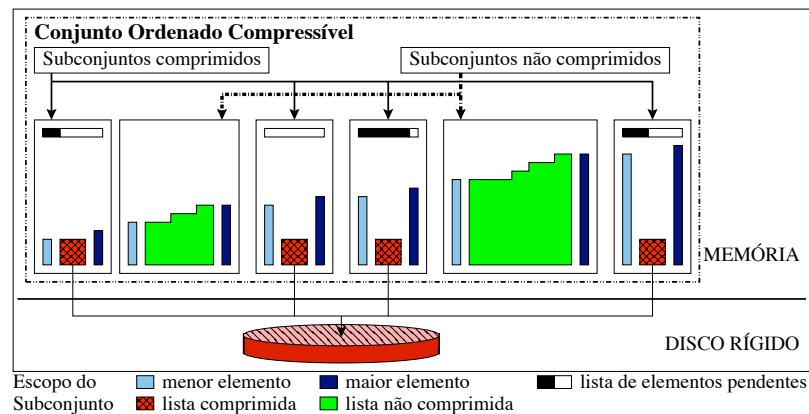 Conjunto Ordenado Compressível
Subconjuntos comprimidos Subconjuntos não comprimidos
MEMÓRIA
DISCO RÍGIDO
Escopo do menor elemento maior elemento lista de elementos pendentes
Subconjunto lista comprimida lista não comprimida